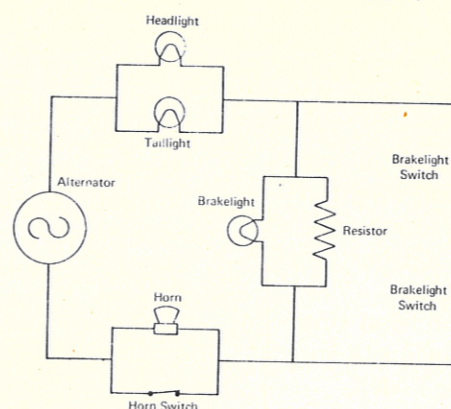 Headlight
Taillight
Alternator
Brakelight
Resistor
Brakelight
Switch
Brakelight
Switch
Horn
Horn Switch